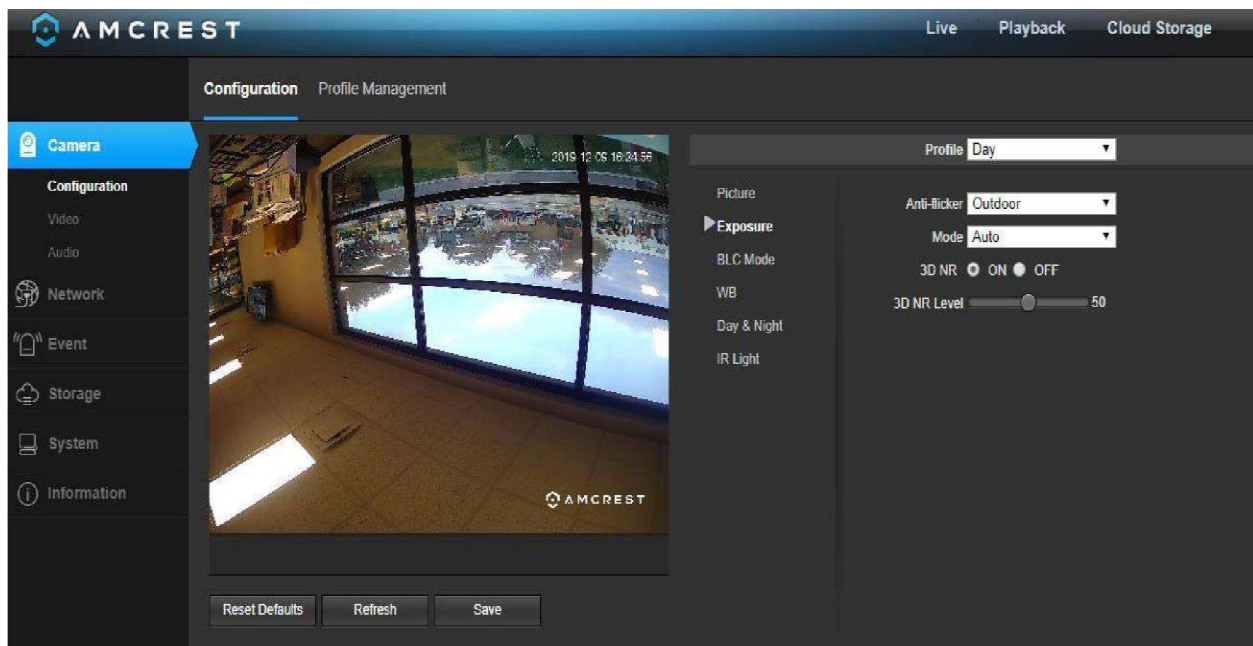 AMCREST
Live Playback Cloud Storage
Configuration Profile Management
Camera
Configuration
Video
Audio
Network
Event
Storage
System
Information
2019-12-09 16:24:56
AMCREST
Reset Defaults Refresh Save
Profile Day
Picture
Exposure
BLC Mode
WB
Day & Night
IR Light
Anti-flicker Outdoor
Mode Auto
3D NR ON OFF
3D NR Level 50